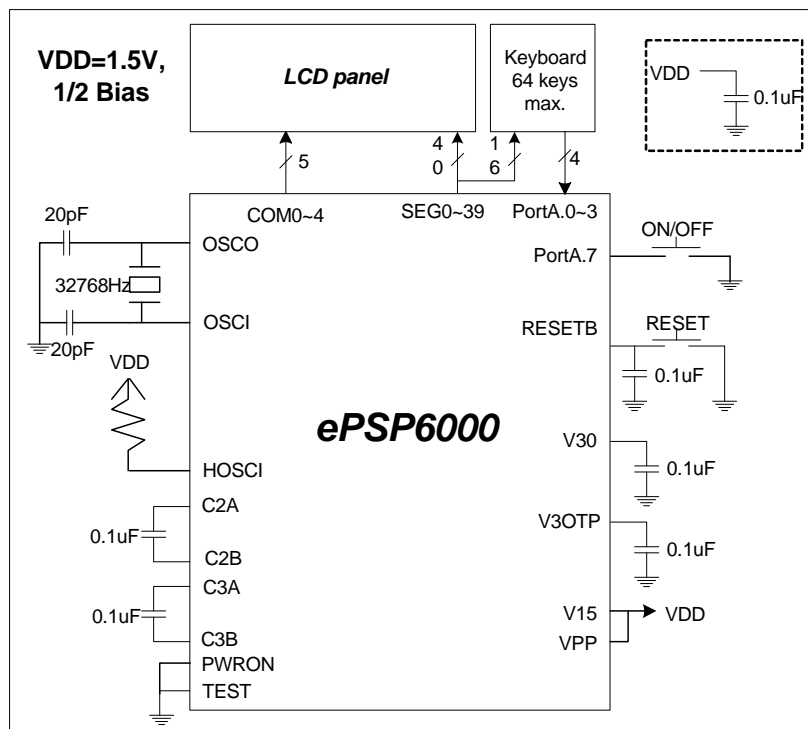 VDD=1.5V,
1/2 Bias
LCD panel
Keyboard
64 keys
max.
VDD
0.1uF
5
4
0
1
6
4
COM0~4
SEG0~39
PortA.0~3
20pF
OSCO
PortA.7
ON/OFF
32768Hz
OSCI
20pF
RESETB
RESET
VDD
0.1uF
ePSP6000
HOSCI
V30
0.1uF
C2A
0.1uF
C2B
V3OTP
0.1uF
C3A
0.1uF
C3B
V15
VDD
VPP
PWRON
TEST